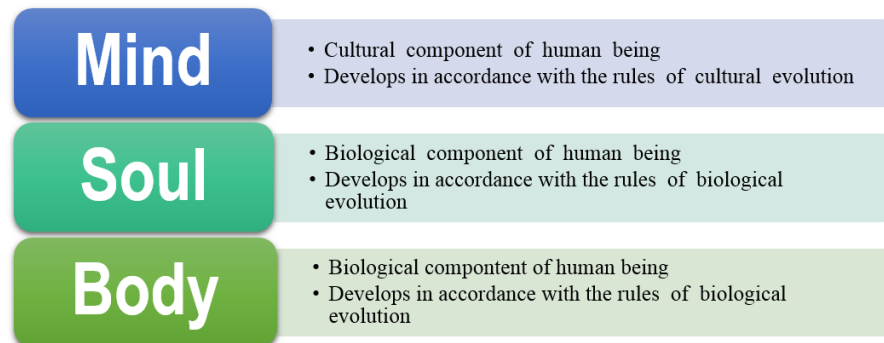 Mind
• Cultural component of human being
• Develops in accordance with the rules of cultural evolution
Soul
• Biological component of human being
• Develops in accordance with the rules of biological
evolution
Body
• Biological compontent of human being
• Develops in accordance with the rules of biological
evolution